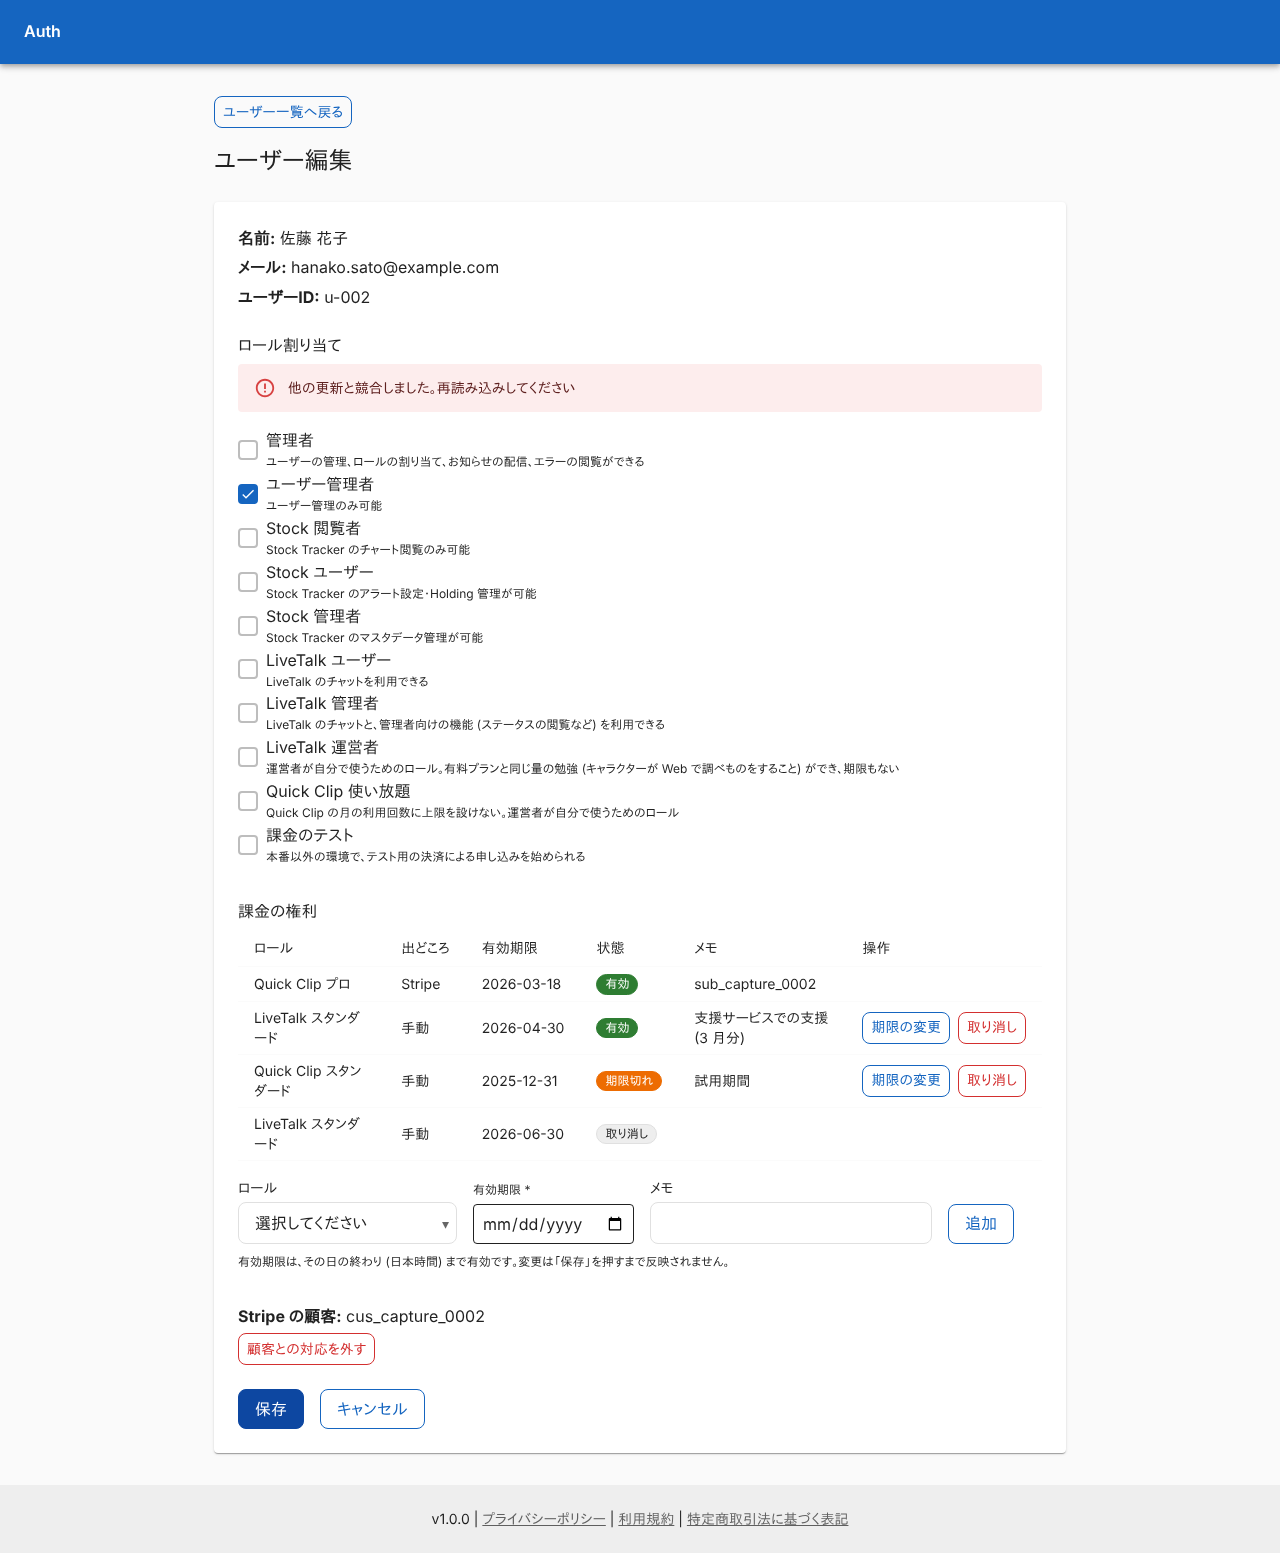 Auth
ユーザー一覧へ戻る
ユーザー編集
名前: 佐藤 花子
メール: hanako.sato@example.com
ユーザーID: u-002
ロール割り当て
他の更新と競合しました。再読み込みしてください
管理者
ユーザーの管理、ロールの割り当て、お知らせの配信、エラーの閲覧ができる
ユーザー管理者
ユーザー管理のみ可能
Stock 閲覧者
Stock Tracker のチャート閲覧のみ可能
Stock ユーザー
Stock Tracker のアラート設定・Holding 管理が可能
Stock 管理者
Stock Tracker のマスタデータ管理が可能
LiveTalk ユーザー
LiveTalk のチャットを利用できる
LiveTalk 管理者
LiveTalk のチャットと、管理者向けの機能 (ステータスの閲覧など) を利用できる
LiveTalk 運営者
運営者が自分で使うためのロール。有料プランと同じ量の勉強 (キャラクターが Web で調べものをすること) ができ、期限もない
Quick Clip 使い放題
Quick Clip の月の利用回数に上限を設けない。運営者が自分で使うためのロール
課金のテスト
本番以外の環境で、テスト用の決済による申し込みを始められる
課金の権利
ロール 出どころ 有効期限 状態 メモ 操作
Quick Clip プロ Stripe 2026-03-18 有効 sub_capture_0002
LiveTalk スタンダ
ード 手動 2026-04-30 有効 支援サービスでの支援
(3 月分) 期限の変更 取り消し
Quick Clip スタン
ダード 手動 2025-12-31 期限切れ 試用期間 期限の変更 取り消し
LiveTalk スタンダ
ード 手動 2026-06-30 取り消し
ロール 有効期限 * メモ
選択してください mm/dd/yyyy 追加
有効期限は、その日の終わり (日本時間) まで有効です。変更は「保存」を押すまで反映されません。
Stripe の顧客: cus_capture_0002
顧客との対応を外す
保存 キャンセル
v1.0.0 | プライバシーポリシー | 利用規約 | 特定商取引法に基づく表記